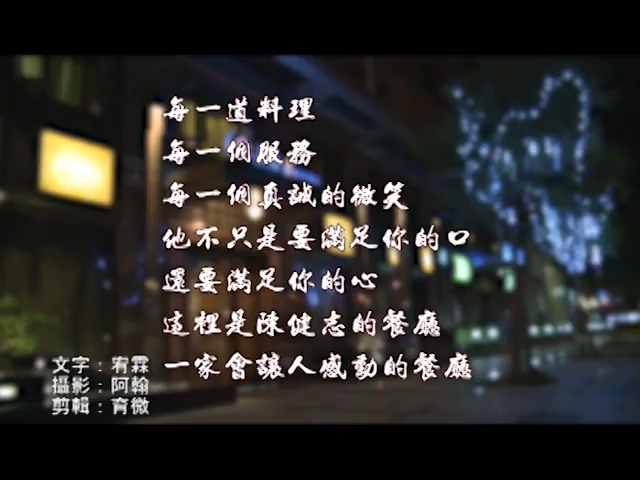 每一道料理
每一個服務
每一個真誠的微笑
他不只是要滿足你的口
還要滿足你的心
這裡是陳健志的餐廳
一家會讓人感動的餐廳
文字：宥霖
攝影：阿翰
剪輯：育微